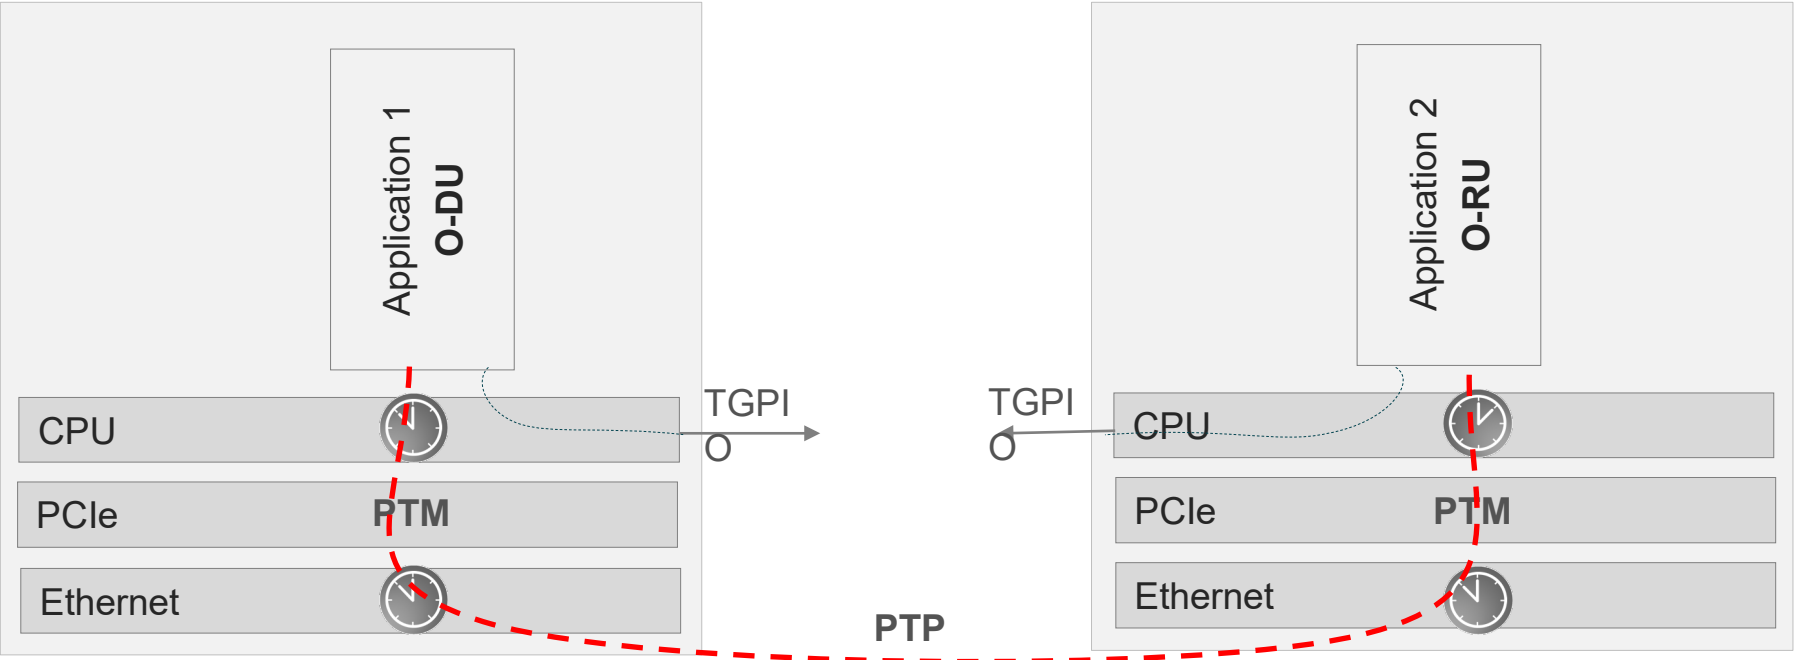 Application 1
O-DU
CPU
PCIe
PTM
Ethernet
TGPI
O
PTP
TGPI
O
Application 2
O-RU
CPU
PCIe
PTM
Ethernet